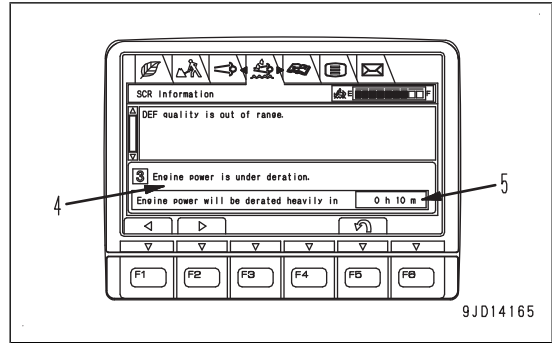 SCR Information
E F
DEF quality is out of range.
3 Engine power is under deration.
4
5
Engine power will be derated heavily in 0 h 10 m
F1 F2 F3 F4 F5 F6
9JD14165